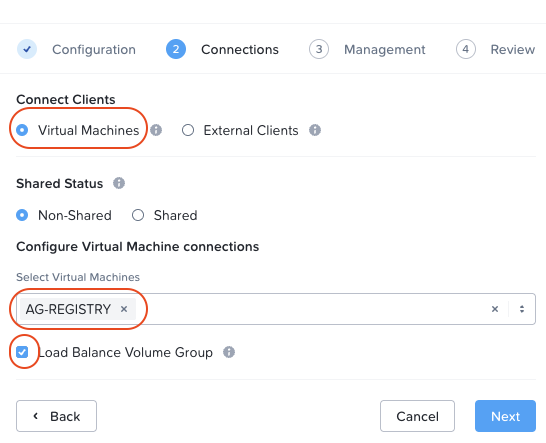 Configuration 2 Connections 3 Management 4 Review
Connect Clients
Virtual Machines i External Clients i
Shared Status i
Non-Shared Shared
Configure Virtual Machine connections
Select Virtual Machines
AG-REGISTRY × ×
Load Balance Volume Group i
Back Cancel Next